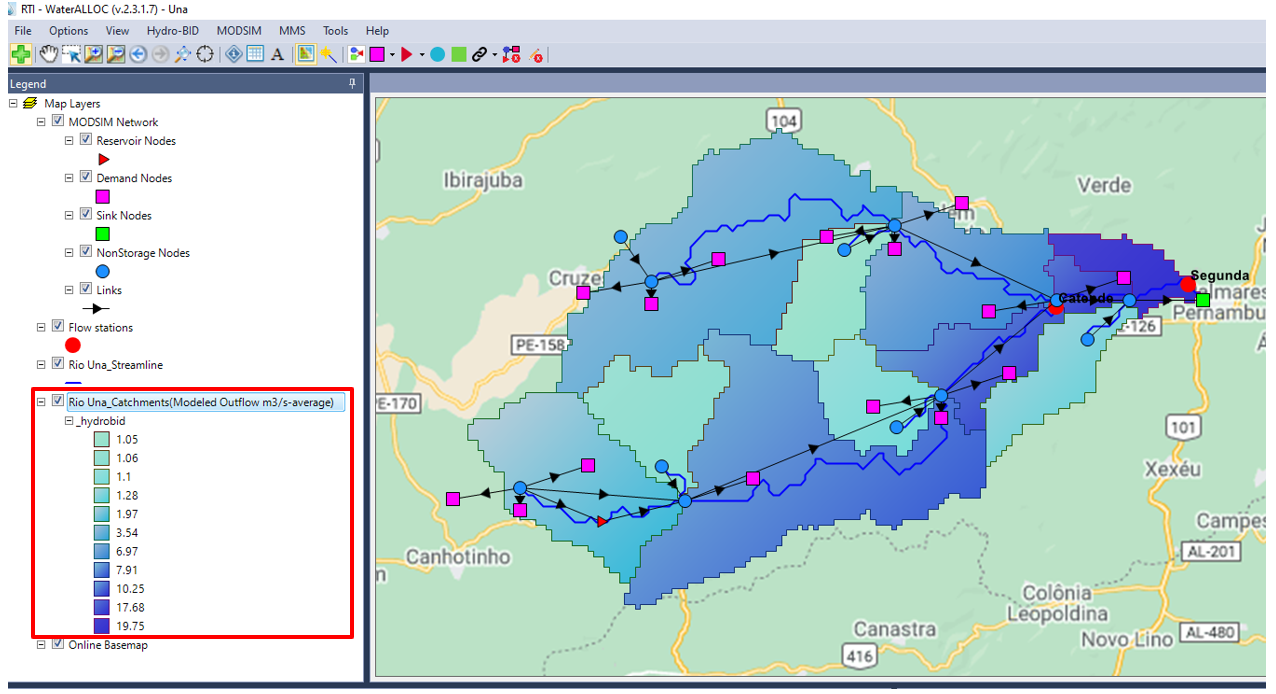 RTI - WaterALLOC (v.2.3.1.7) - Una
File Options View Hydro-BID MODSIM MMS Tools Help
A
Legend
Map Layers
MODSIM Network
Reservoir Nodes
Demand Nodes
Sink Nodes
NonStorage Nodes
Links
Flow stations
Rio Una_Streamline
Rio Una_Catchments(Modeled Outflow m3/s-average)
_hydrobid
1.05
1.06
1.1
1.28
1.97
3.54
6.97
7.91
10.25
17.68
19.75
Online Basemap
104
Ibirajuba
Verde
Segunda
Cruzes
Catende
almares
Pernambu
PE-158
-126
PE-170
101
Xexéu
Campes
Canhotinho
AL-201
Colônia
Leopoldina
Canastra
Novo Lino
AL-480
416